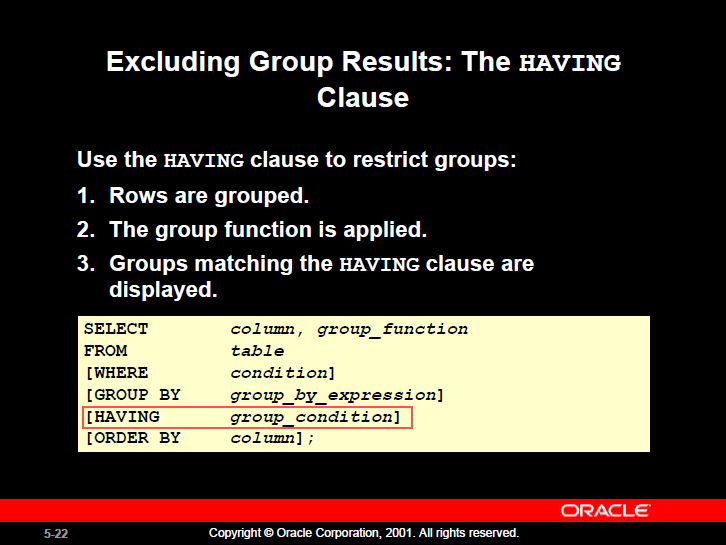 Excluding Group Results: The HAVING
Clause
Use the HAVING clause to restrict groups:
1. Rows are grouped.
2. The group function is applied.
3. Groups matching the HAVING clause are
displayed.
SELECT column, group_function
FROM table
[WHERE condition]
[GROUP BY group_by_expression]
[HAVING group_condition]
[ORDER BY column];
ORACLE
5-22 Copyright © Oracle Corporation, 2001. All rights reserved.